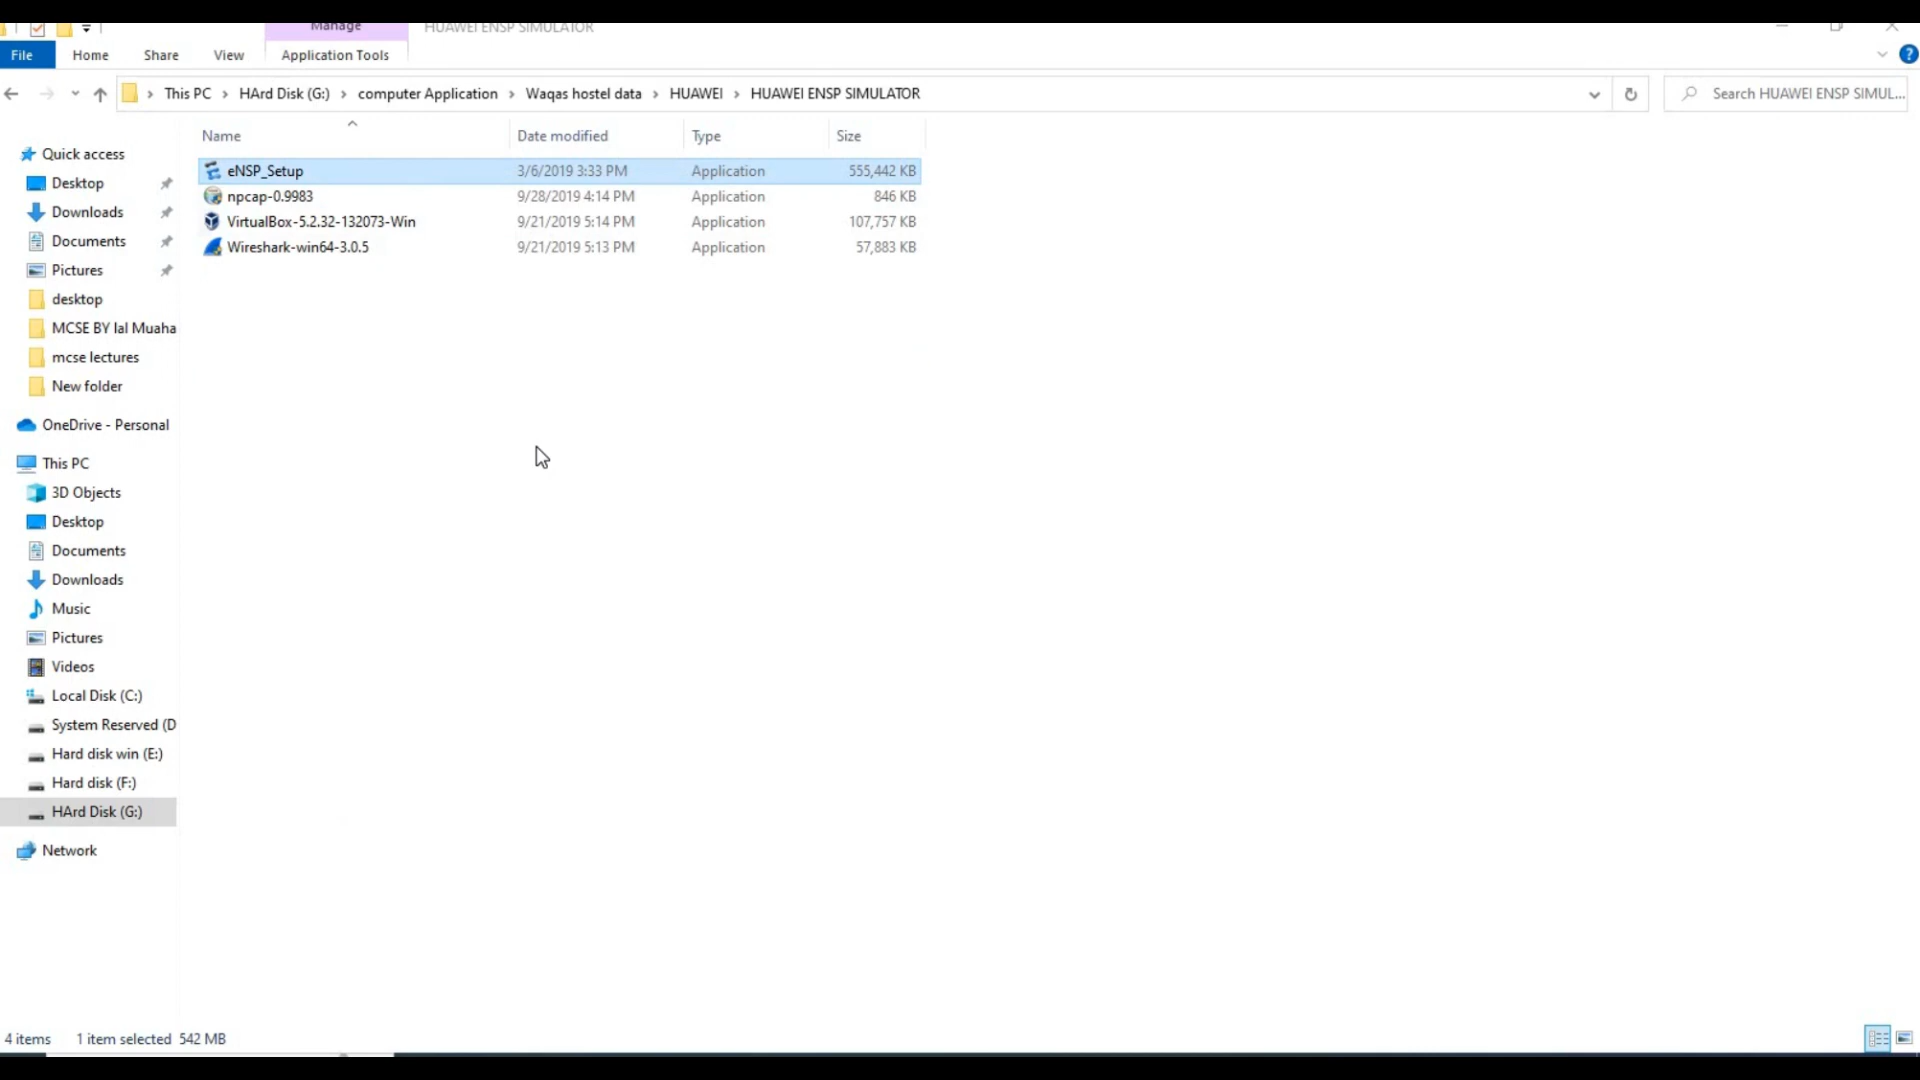 Manage
HUAWEI ENSP SIMULATOR
File Home Share View Application Tools
This PC HArd Disk (G:) computer Application Waqas hostel data HUAWEI HUAWEI ENSP SIMULATOR Search HUAWEI ENSP SIMUL...
Name Date modified Type Size
eNSP_Setup 3/6/2019 3:33 PM Application 555,442 KB
npcap-0.9983 9/28/2019 4:14 PM Application 846 KB
VirtualBox-5.2.32-132073-Win 9/21/2019 5:14 PM Application 107,757 KB
Wireshark-win64-3.0.5 9/21/2019 5:13 PM Application 57,883 KB
Quick access
Desktop
Downloads
Documents
Pictures
desktop
MCSE BY lal Muaha
mcse lectures
New folder
OneDrive - Personal
This PC
3D Objects
Desktop
Documents
Downloads
Music
Pictures
Videos
Local Disk (C:)
System Reserved (D
Hard disk win (E:)
Hard disk (F:)
HArd Disk (G:)
Network
4 items 1 item selected 542 MB